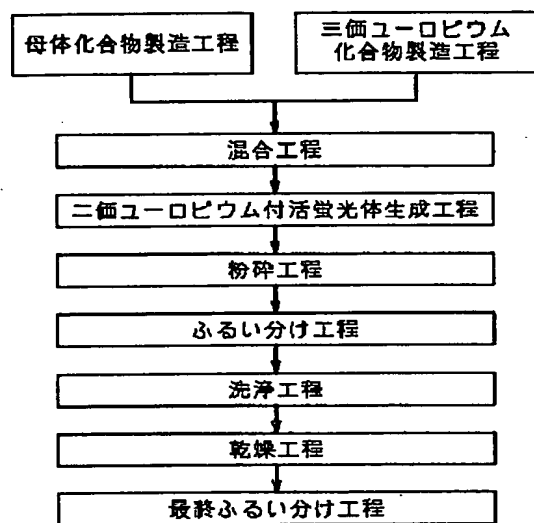 母体化合物製造工程
三価ユーロピウム
化合物製造工程
混合工程
二価ユーロピウム付活蛍光体生成工程
粉砕工程
ふるい分け工程
洗浄工程
乾燥工程
最終ふるい分け工程